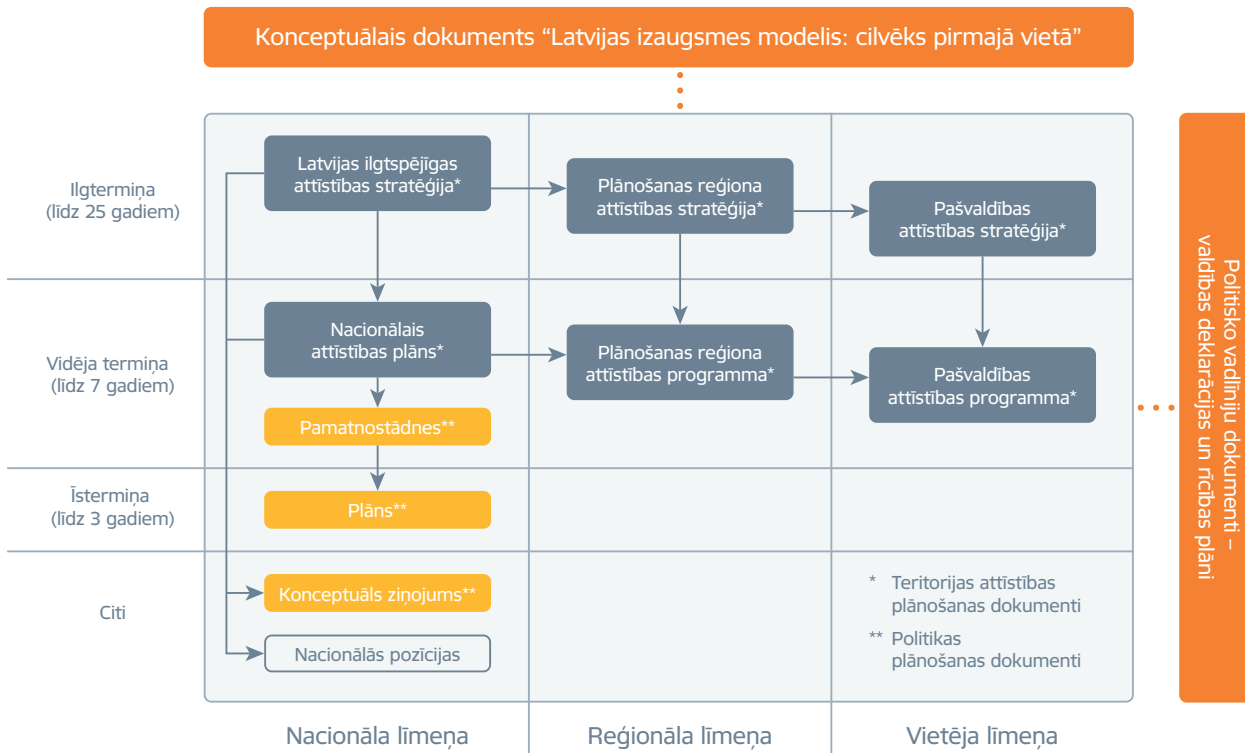 Konceptuālais dokuments “Latvijas izaugsmes modelis: cilvēks pirmajā vietā”
Ilgtermiņa
(līdz 25 gadiem)
Latvijas ilgtspējīgas
attīstības stratēģija*
Plānošanas reģiona
attīstības stratēģija*
Pašvaldības
attīstības stratēģija*
Vidēja termiņa
(līdz 7 gadiem)
Nacionālais
attīstības plāns*
Plānošanas reģiona
attīstības programma*
Pašvaldības
attīstības programma*
Pamatnostādnes**
Īstermiņa
(līdz 3 gadiem)
Plāns**
Citi
Konceptuāls ziņojums**
Nacionālās pozīcijas
* Teritorijas attīstības
plānošanas dokumenti
** Politikas
plānošanas dokumenti
Nacionāla līmeņa
Reģionāla līmeņa
Vietēja līmeņa
Politisko vadlīniju dokumenti –
valdības deklarācijas un rīcības plāni